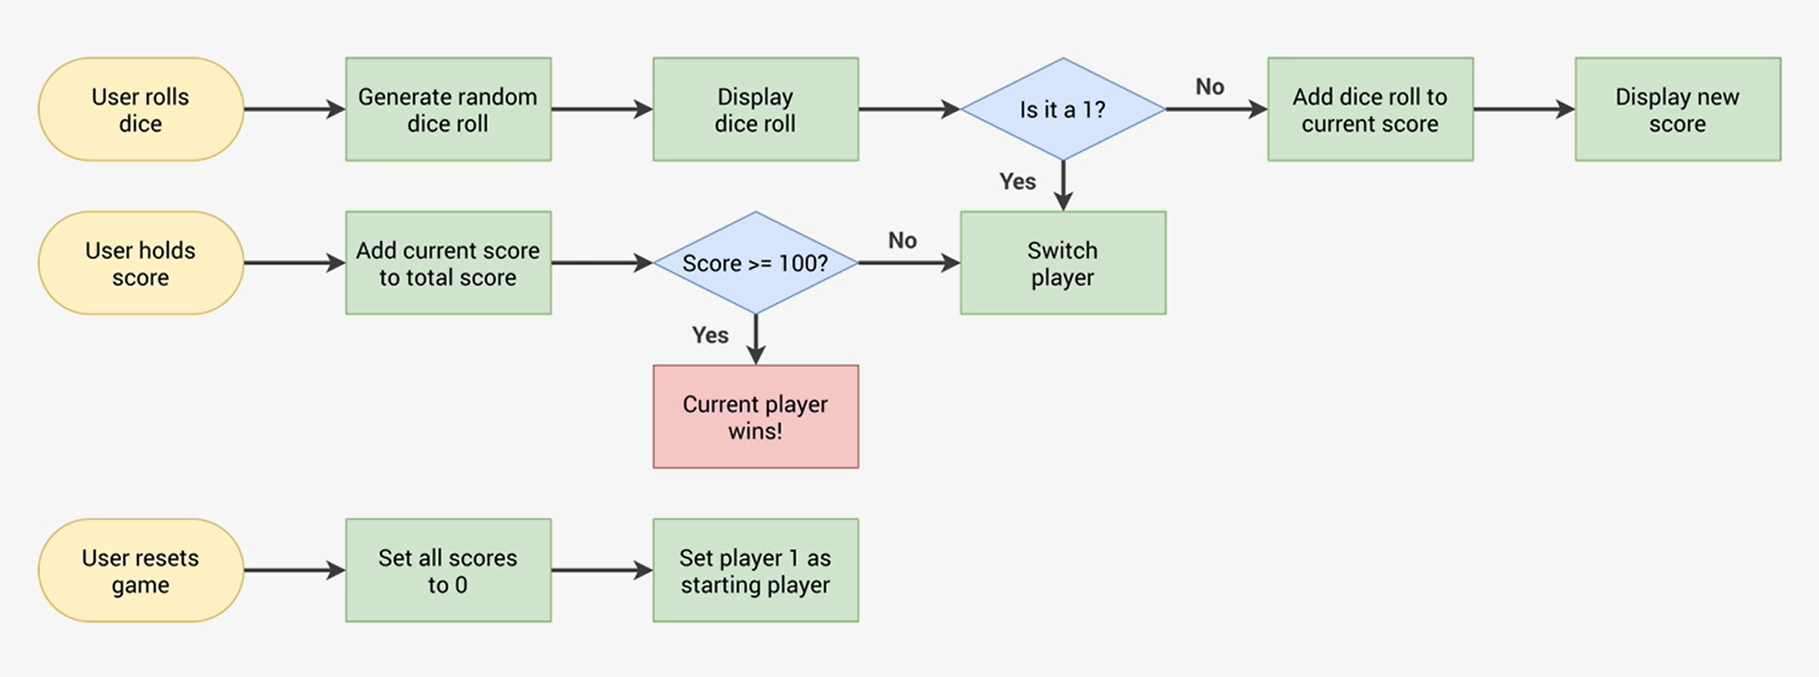 User rolls
dice
Generate random
dice roll
Display
dice roll
Is it a 1?
No
Add dice roll to
current score
Display new
score
Yes
User holds
score
Add current score
to total score
Score >= 100?
No
Switch
player
Yes
Current player
wins!
User resets
game
Set all scores
to 0
Set player 1 as
starting player